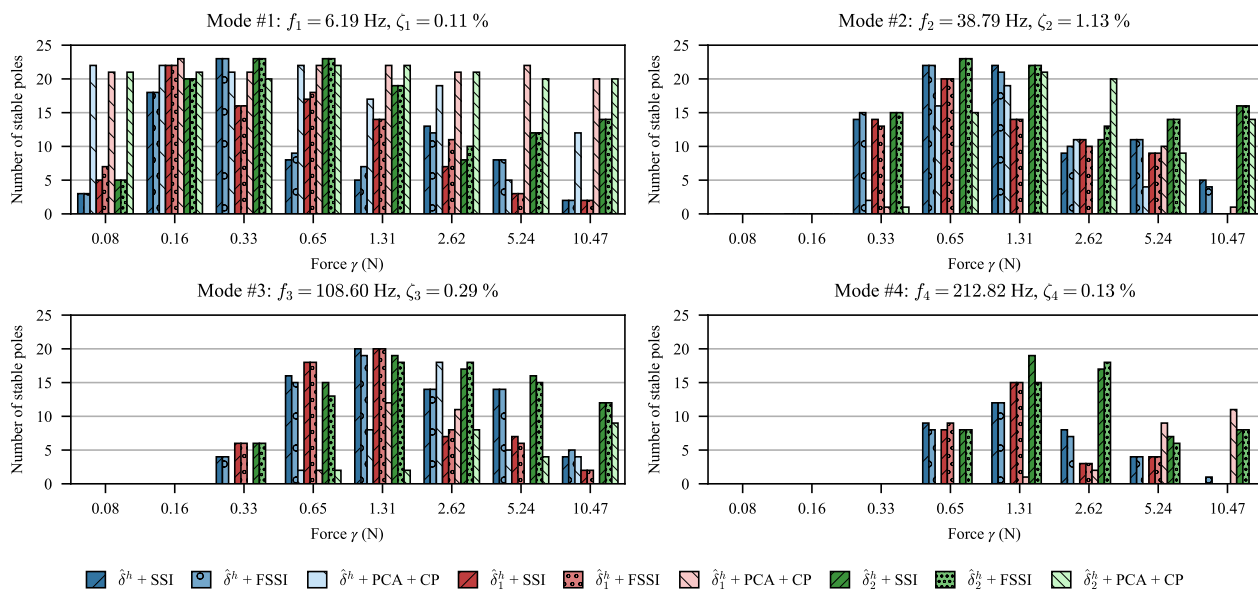 Mode #1: f₁ = 6.19 Hz, ζ₁ = 0.11 %
Number of stable poles
25
20
15
10
5
0
0.08 0.16 0.33 0.65 1.31 2.62 5.24 10.47
Force γ (N)
Mode #2: f₂ = 38.79 Hz, ζ₂ = 1.13 %
Number of stable poles
25
20
15
10
5
0
0.08 0.16 0.33 0.65 1.31 2.62 5.24 10.47
Force γ (N)
Mode #3: f₃ = 108.60 Hz, ζ₃ = 0.29 %
Number of stable poles
25
20
15
10
5
0
0.08 0.16 0.33 0.65 1.31 2.62 5.24 10.47
Force γ (N)
Mode #4: f₄ = 212.82 Hz, ζ₄ = 0.13 %
Number of stable poles
25
20
15
10
5
0
0.08 0.16 0.33 0.65 1.31 2.62 5.24 10.47
Force γ (N)
δ̂ʰ + SSI δ̂ʰ + FSSI δ̂ʰ + PCA + CP δ̂₁ʰ + SSI δ̂₁ʰ + FSSI δ̂₁ʰ + PCA + CP δ̂₂ʰ + SSI δ̂₂ʰ + FSSI δ̂₂ʰ + PCA + CP